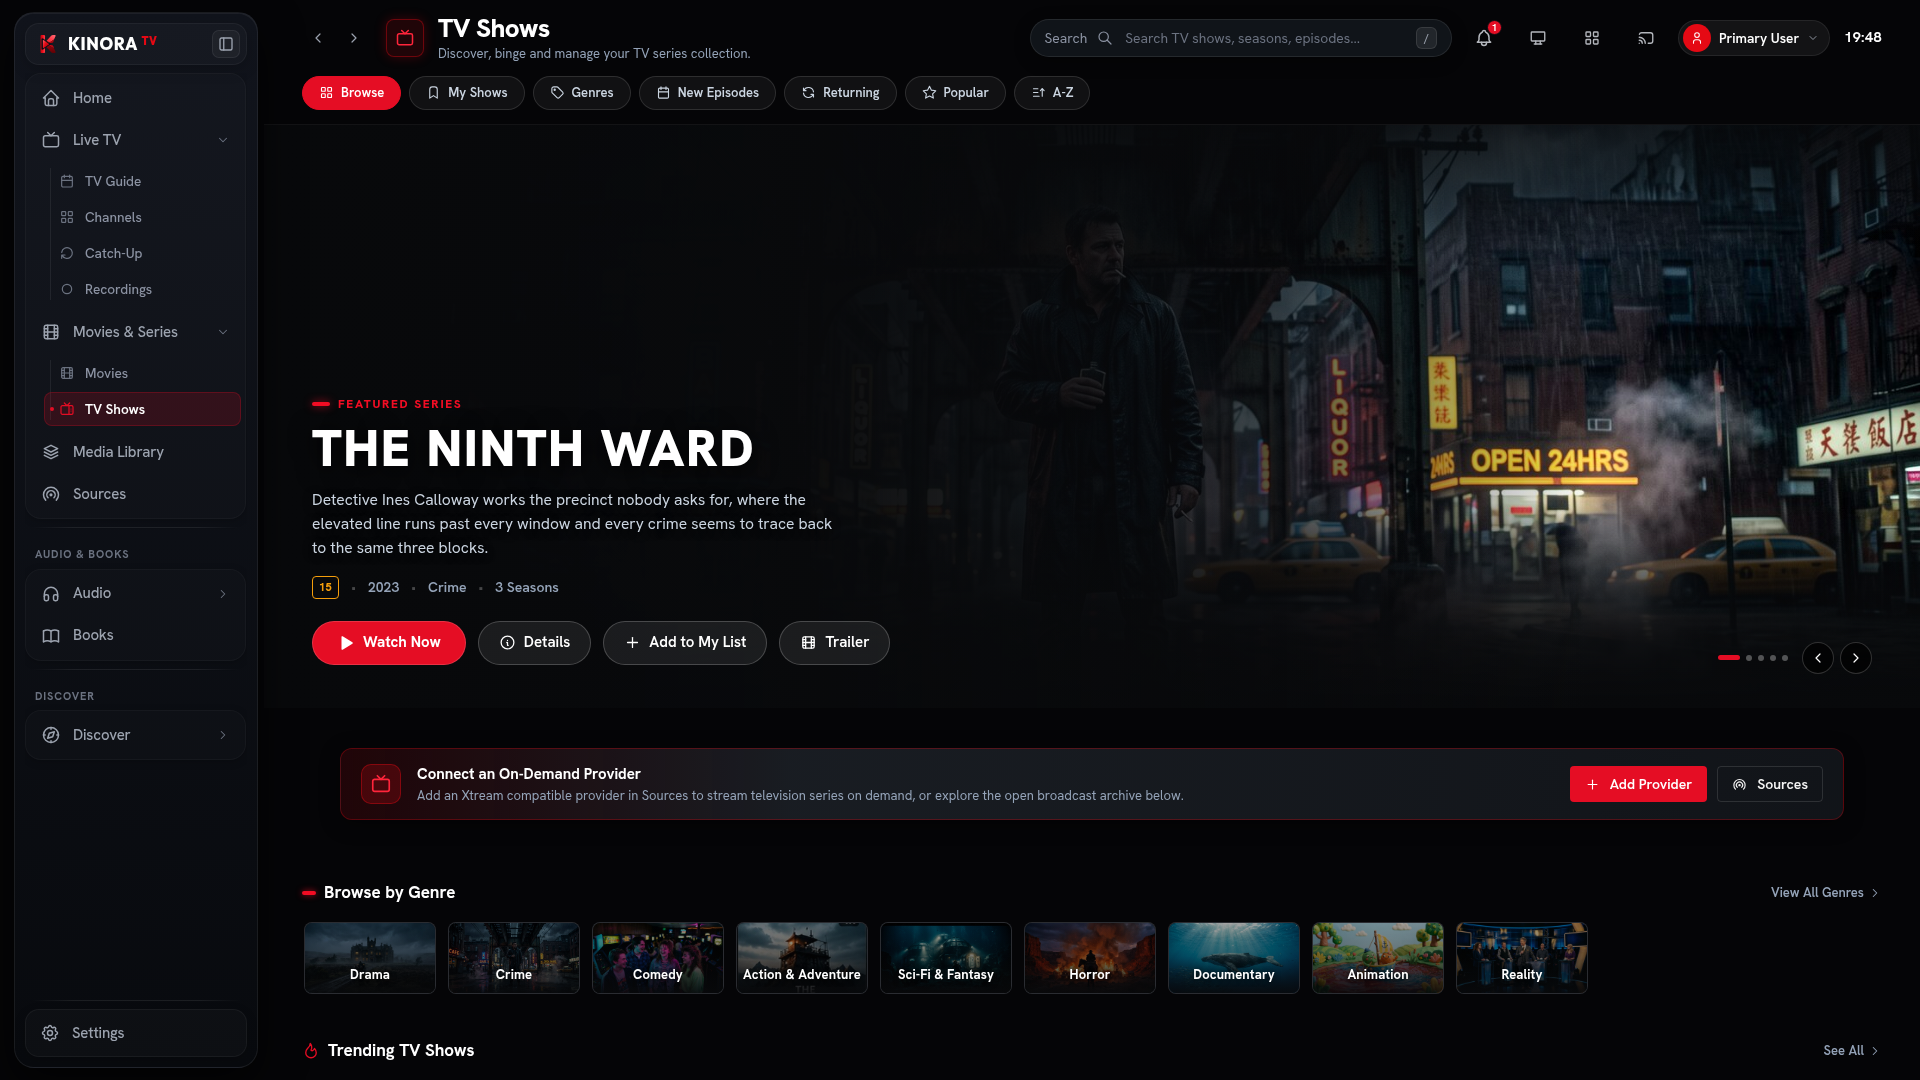 KINORA TV
Home
Live TV
TV Guide
Channels
Catch-Up
Recordings
Movies & Series
Movies
TV Shows
Media Library
Sources
AUDIO & BOOKS
Audio
Books
DISCOVER
Discover
Settings
TV Shows
Discover, binge and manage your TV series collection.
Search
Search TV shows, seasons, episodes...
/
1
Primary User
19:48
Browse
My Shows
Genres
New Episodes
Returning
Popular
A-Z
LIQUOR
24HRS
OPEN 24HRS
FEATURED SERIES
THE NINTH WARD
Detective Ines Calloway works the precinct nobody asks for, where the
elevated line runs past every window and every crime seems to trace back
to the same three blocks.
15 • 2023 • Crime • 3 Seasons
Watch Now
Details
Add to My List
Trailer
Connect an On-Demand Provider
Add an Xtream compatible provider in Sources to stream television series on demand, or explore the open broadcast archive below.
Add Provider
Sources
Browse by Genre
View All Genres
Drama
Crime
Comedy
Action & Adventure
Sci-Fi & Fantasy
Horror
Documentary
Animation
Reality
Trending TV Shows
See All